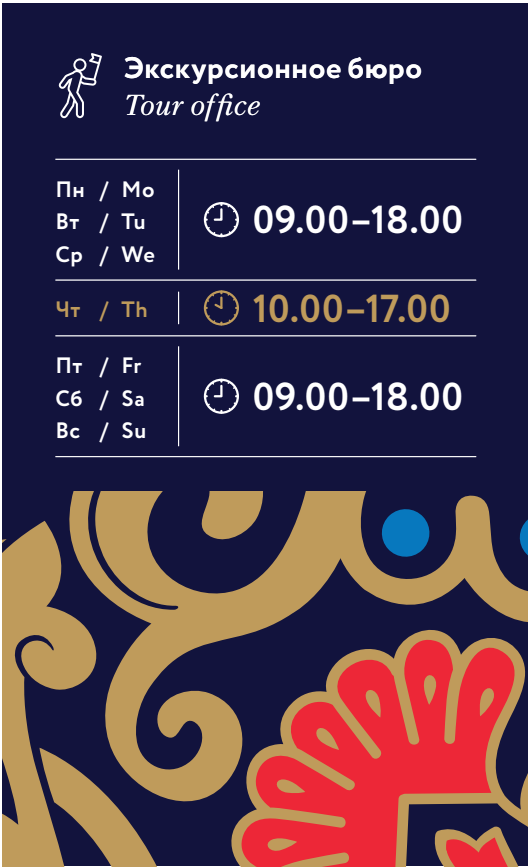 Экскурсионное бюро
Tour office
Пн / Mo
Вт / Tu
Ср / We
09.00–18.00
Чт / Th
10.00–17.00
Пт / Fr
Сб / Sa
Вс / Su
09.00–18.00